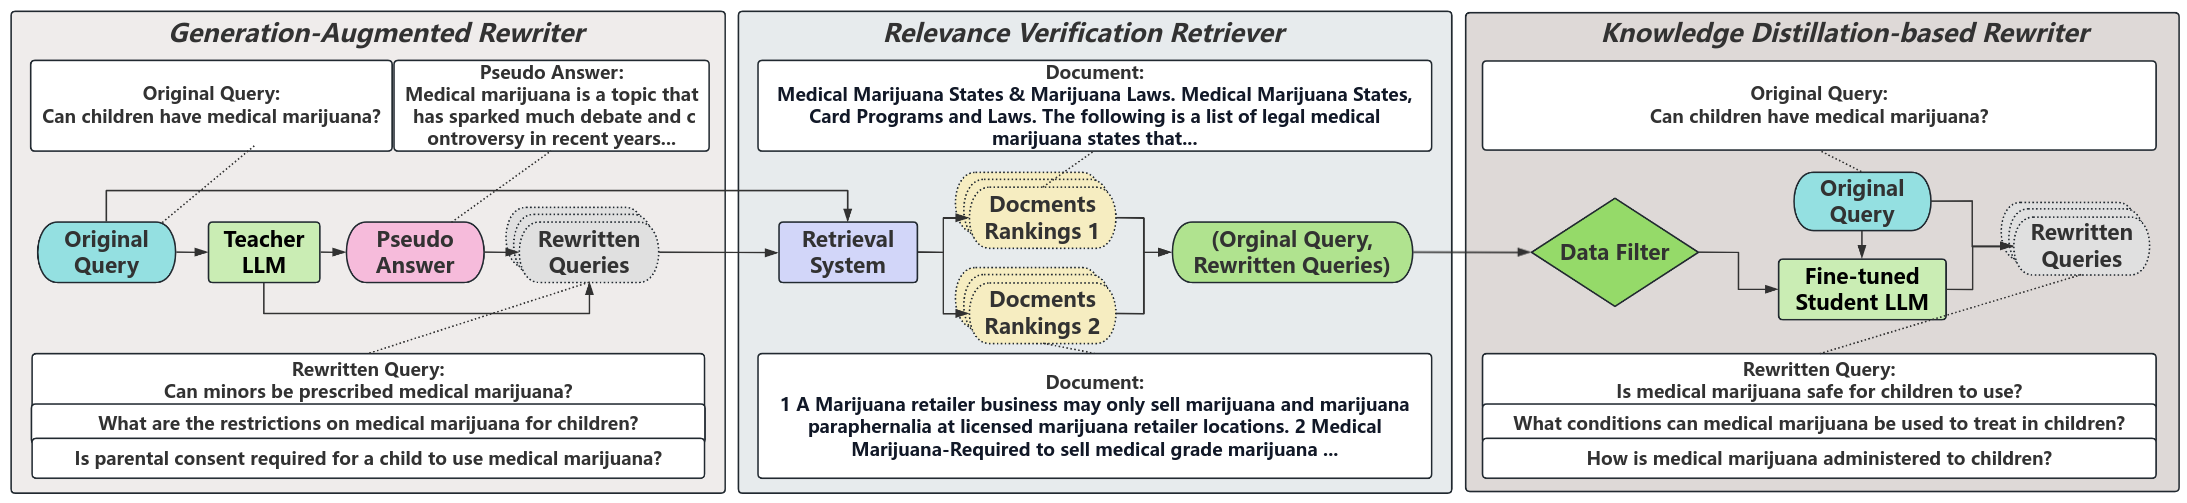 Generation-Augmented Rewriter
Original Query:
Can children have medical marijuana?
Pseudo Answer:
Medical marijuana is a topic that
has sparked much debate and c
ontroversy in recent years...
Original
Query
Teacher
LLM
Pseudo
Answer
Rewritten
Queries
Rewritten Query:
Can minors be prescribed medical marijuana?
What are the restrictions on medical marijuana for children?
Is parental consent required for a child to use medical marijuana?
Relevance Verification Retriever
Document:
Medical Marijuana States & Marijuana Laws. Medical Marijuana States,
Card Programs and Laws. The following is a list of legal medical
marijuana states that...
Retrieval
System
Docments
Rankings 1
Docments
Rankings 2
(Orginal Query,
Rewritten Queries)
Document:
1 A Marijuana retailer business may only sell marijuana and marijuana
paraphernalia at licensed marijuana retailer locations. 2 Medical
Marijuana-Required to sell medical grade marijuana ...
Knowledge Distillation-based Rewriter
Original Query:
Can children have medical marijuana?
Data Filter
Original
Query
Fine-tuned
Student LLM
Rewritten
Queries
Rewritten Query:
Is medical marijuana safe for children to use?
What conditions can medical marijuana be used to treat in children?
How is medical marijuana administered to children?